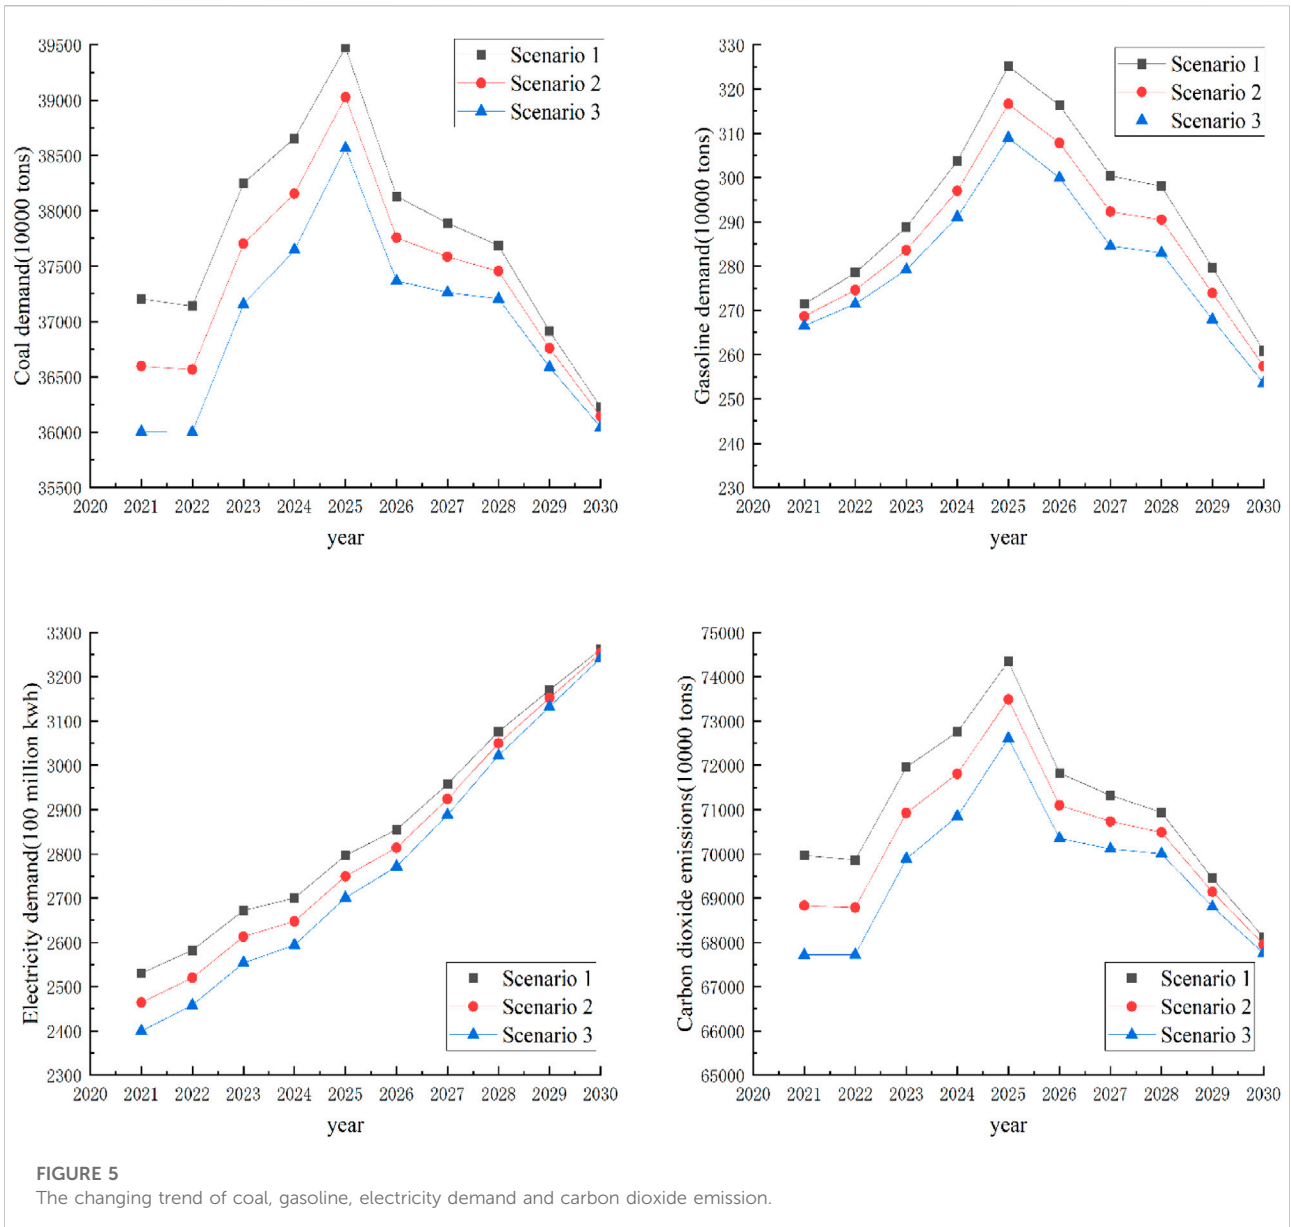 39500
39000
38500
38000
37500
37000
36500
36000
35500
Coal demand(10000 tons)
Scenario 1
Scenario 2
Scenario 3
2020 2021 2022 2023 2024 2025 2026 2027 2028 2029 2030
year
330
320
310
300
290
280
270
260
250
240
230
Gasoline demand(10000 tons)
Scenario 1
Scenario 2
Scenario 3
2020 2021 2022 2023 2024 2025 2026 2027 2028 2029 2030
year
3300
3200
3100
3000
2900
2800
2700
2600
2500
2400
2300
Electricity demand(100 million kwh)
Scenario 1
Scenario 2
Scenario 3
2020 2021 2022 2023 2024 2025 2026 2027 2028 2029 2030
year
75000
74000
73000
72000
71000
70000
69000
68000
67000
66000
65000
Carbon dioxide emissions(10000 tons)
Scenario 1
Scenario 2
Scenario 3
2020 2021 2022 2023 2024 2025 2026 2027 2028 2029 2030
year
FIGURE 5
The changing trend of coal, gasoline, electricity demand and carbon dioxide emission.